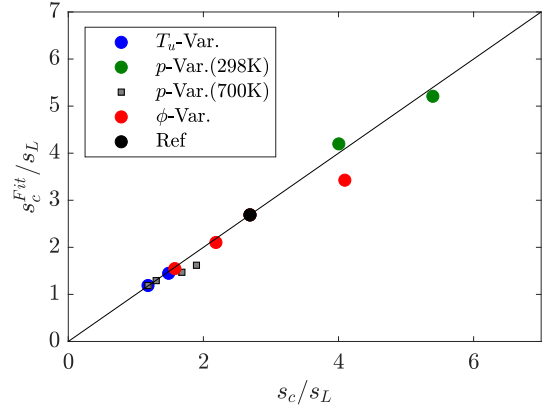 7
6
5
4
3
2
1
0
0
2
4
6
s_c^{Fit}/s_L
s_c/s_L
T_u-Var.
p-Var.(298K)
p-Var.(700K)
ϕ-Var.
Ref